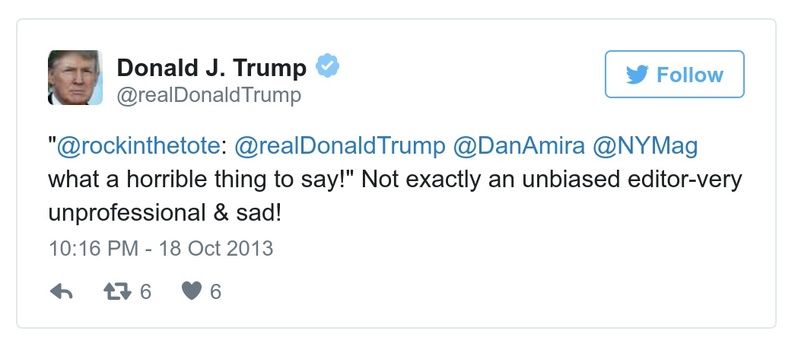 Donald J. Trump
@realDonaldTrump
Follow
"@rockinthetote: @realDonaldTrump @DanAmira @NYMag
what a horrible thing to say!" Not exactly an unbiased editor-very
unprofessional & sad!
10:16 PM - 18 Oct 2013
6 6